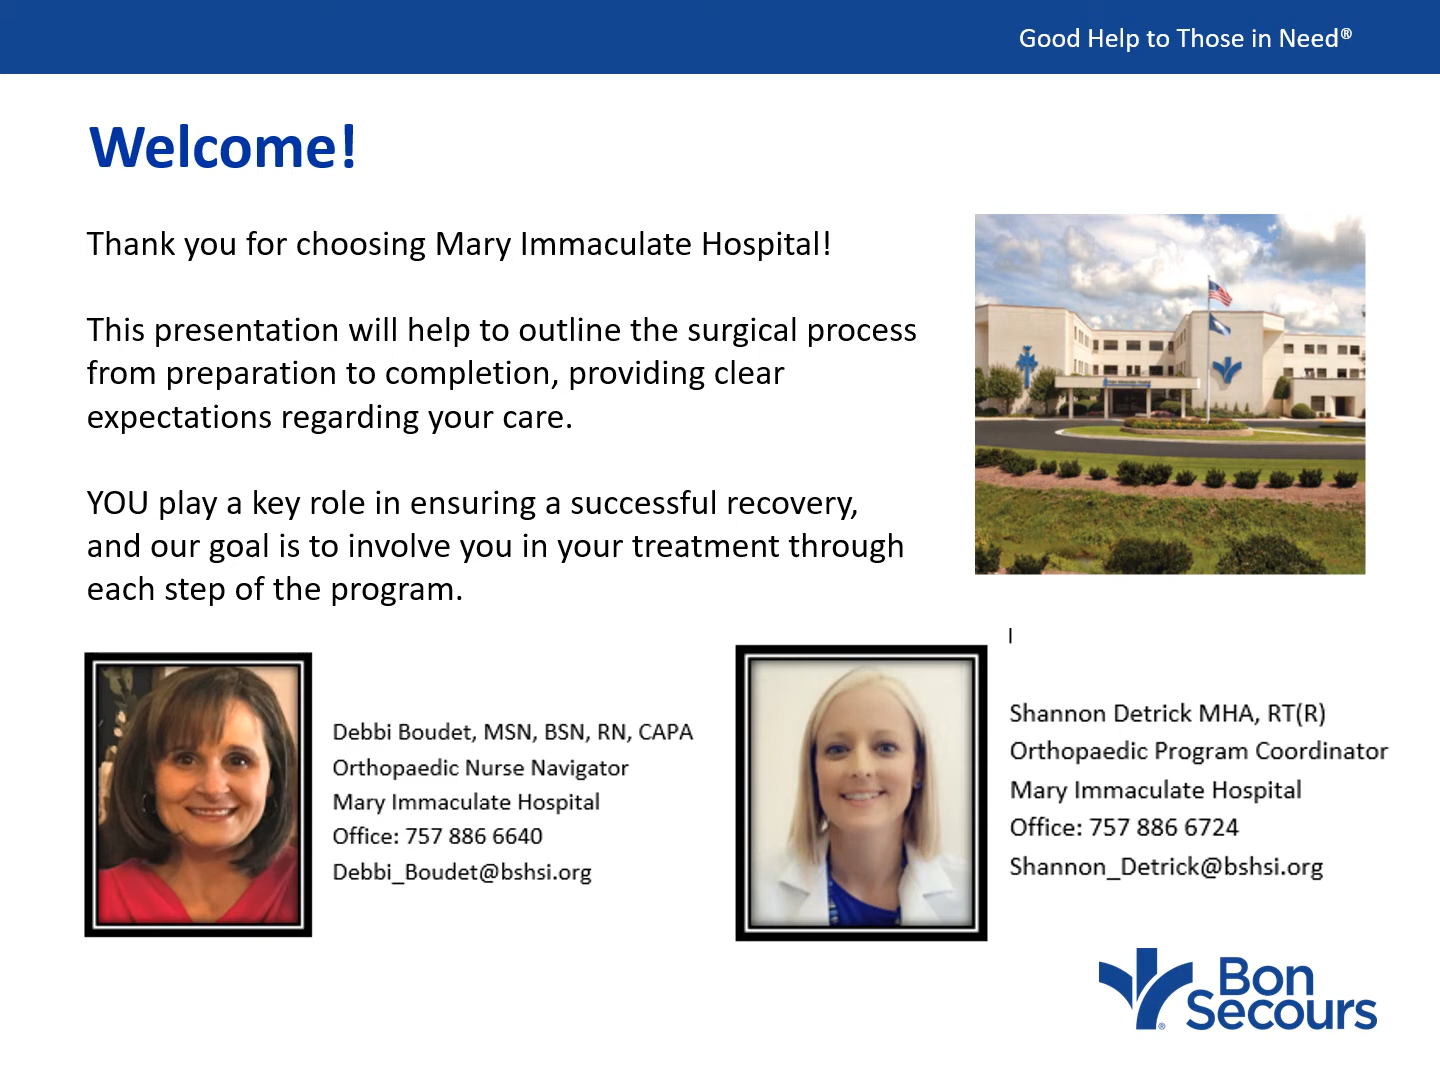 Good Help to Those in Need®
Welcome!
Thank you for choosing Mary Immaculate Hospital!
This presentation will help to outline the surgical process
from preparation to completion, providing clear
expectations regarding your care.
YOU play a key role in ensuring a successful recovery,
and our goal is to involve you in your treatment through
each step of the program.
Debbi Boudet, MSN, BSN, RN, CAPA
Orthopaedic Nurse Navigator
Mary Immaculate Hospital
Office: 757 886 6640
Debbi_Boudet@bshsi.org
l
Shannon Detrick MHA, RT(R)
Orthopaedic Program Coordinator
Mary Immaculate Hospital
Office: 757 886 6724
Shannon_Detrick@bshsi.org
Bon
Secours
®